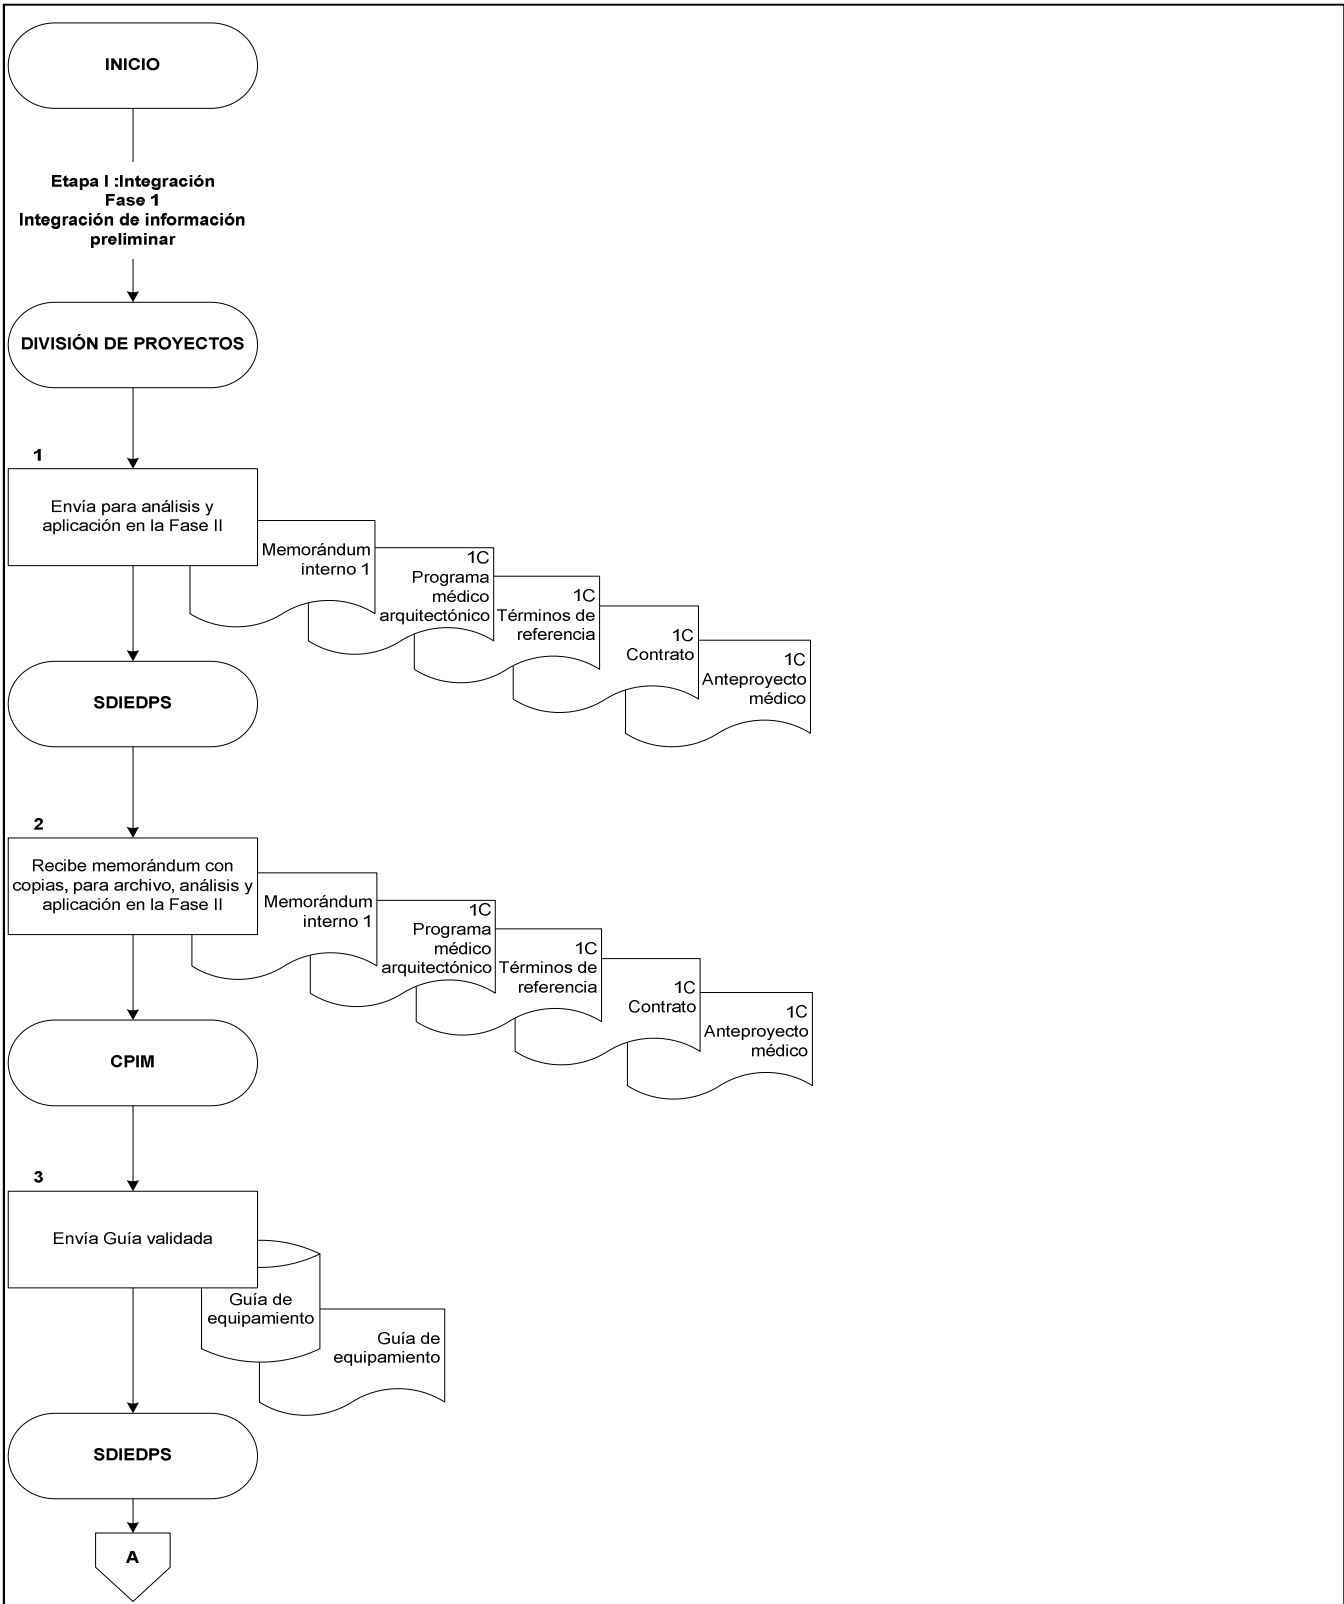 INICIO
Etapa I :Integración
Fase 1
Integración de información
preliminar
DIVISIÓN DE PROYECTOS
1
Envía para análisis y
aplicación en la Fase II
Memorándum
interno 1
1C
Programa
médico
arquitectónico
1C
Términos de
referencia
1C
Contrato
1C
Anteproyecto
médico
SDIEDPS
2
Recibe memorándum con
copias, para archivo, análisis y
aplicación en la Fase II
Memorándum
interno 1
1C
Programa
médico
arquitectónico
1C
Términos de
referencia
1C
Contrato
1C
Anteproyecto
médico
CPIM
3
Envía Guía validada
Guía de
equipamiento
Guía de
equipamiento
SDIEDPS
A